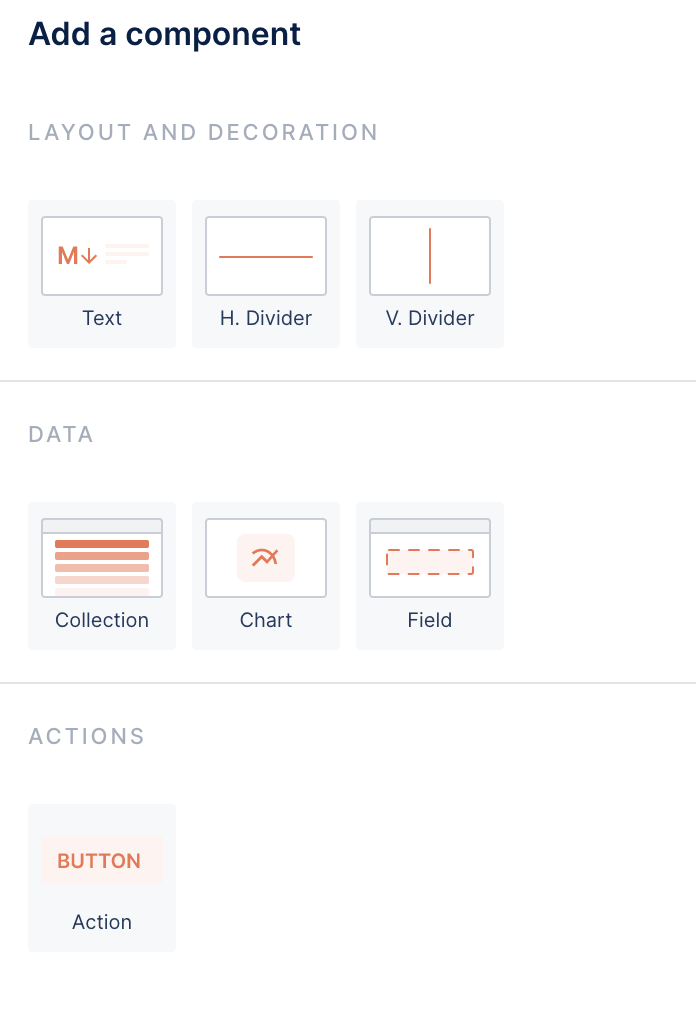 Add a component
LAYOUT AND DECORATION
M↓
Text
H. Divider
V. Divider
DATA
Collection
Chart
Field
ACTIONS
BUTTON
Action